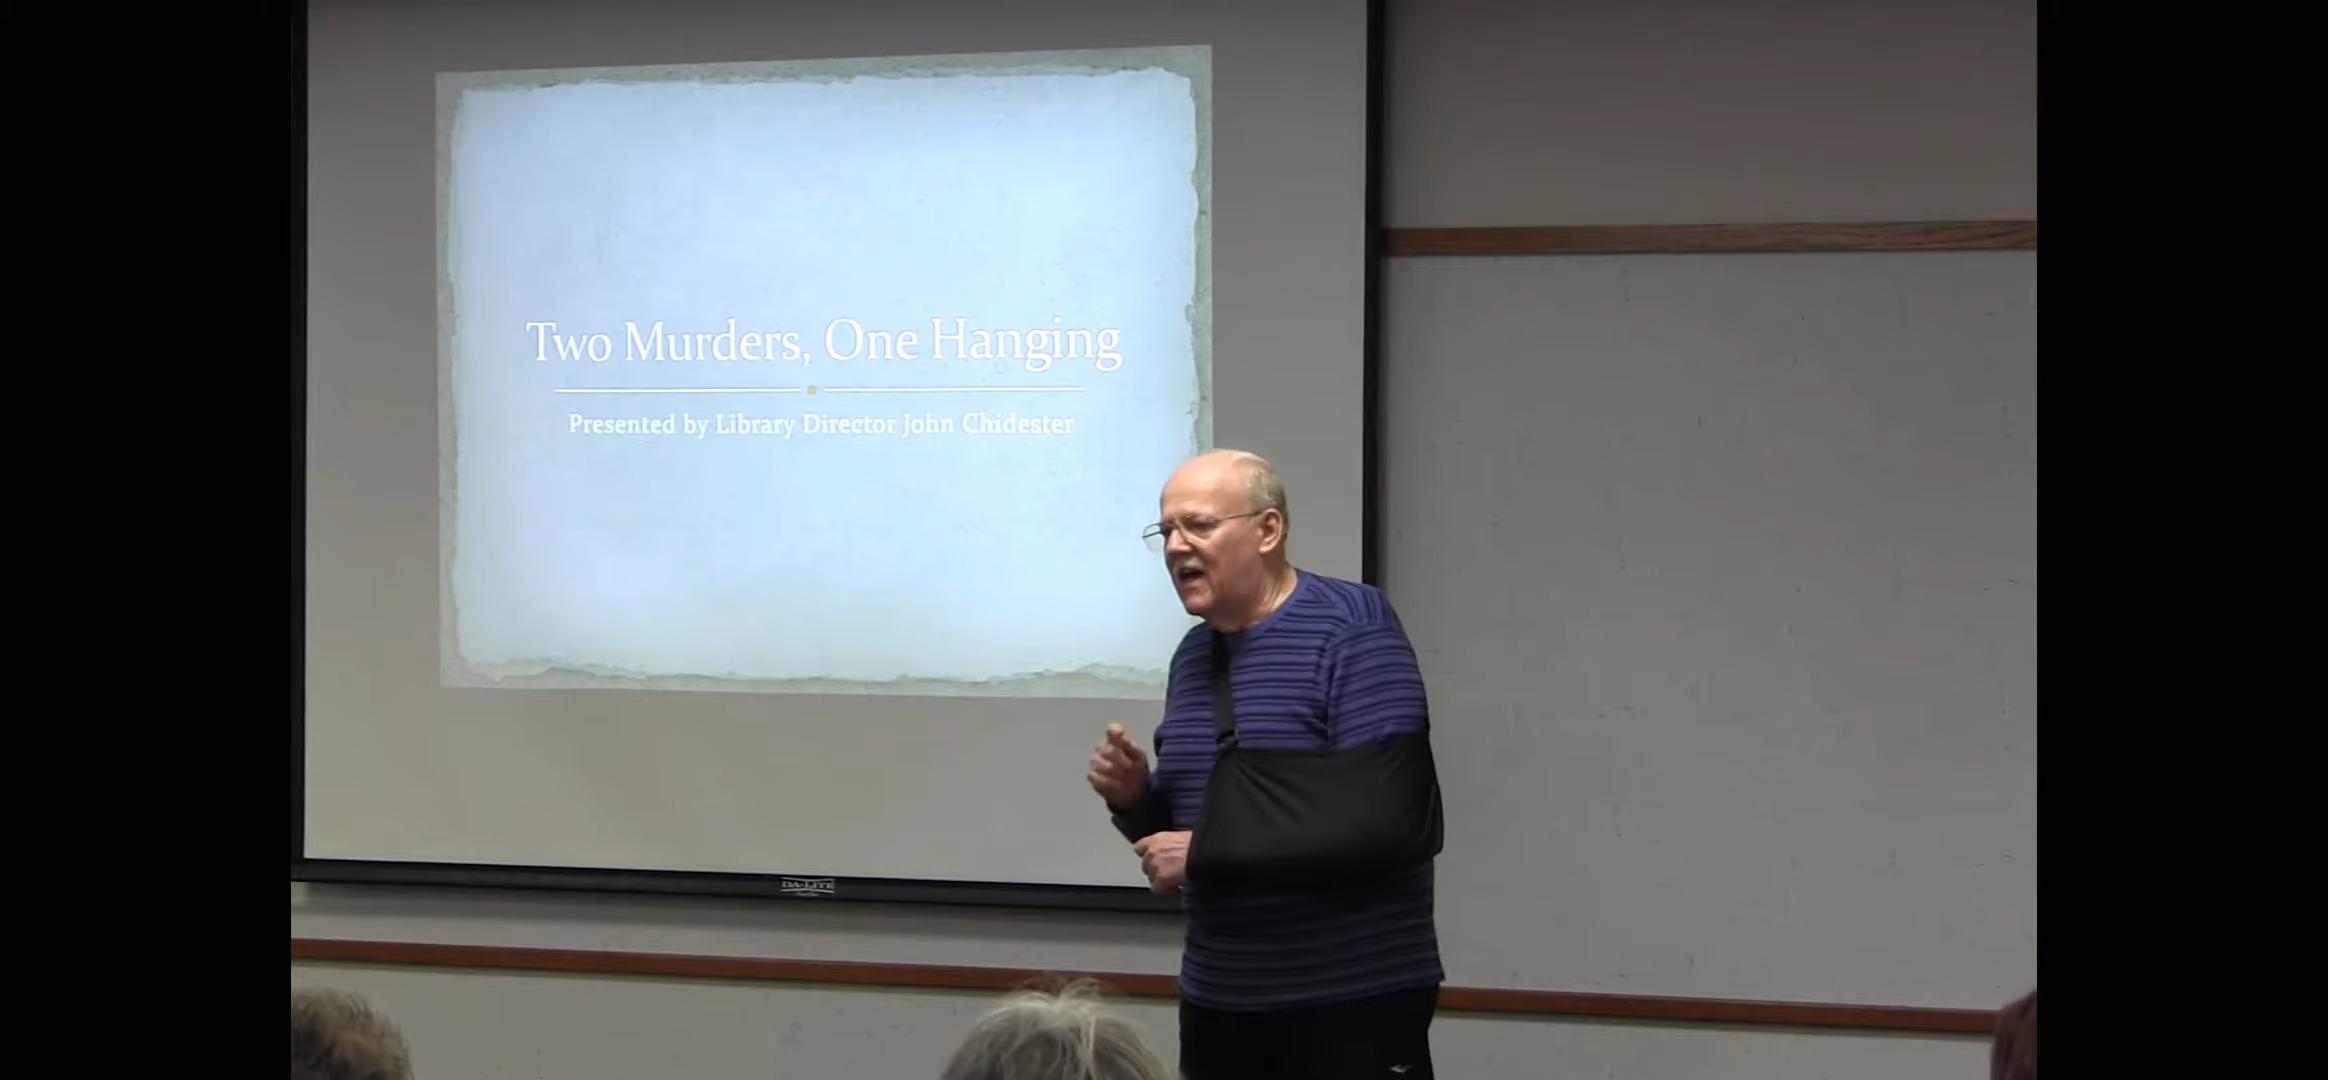 Two Murders, One Hanging
Presented by Library Director John Chidester
DA-LITE